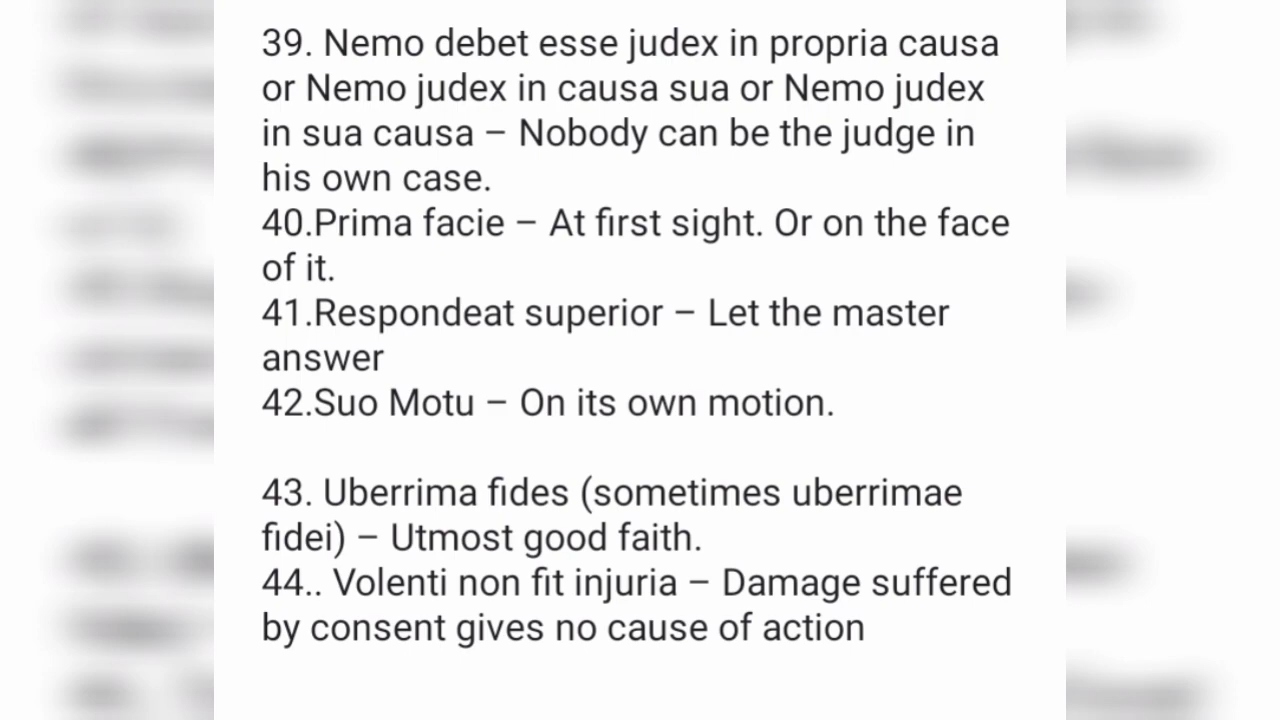 39. Nemo debet esse judex in propria causa
or Nemo judex in causa sua or Nemo judex
in sua causa – Nobody can be the judge in
his own case.
40.Prima facie – At first sight. Or on the face
of it.
41.Respondeat superior – Let the master
answer
42.Suo Motu – On its own motion.
43. Uberrima fides (sometimes uberrimae
fidei) – Utmost good faith.
44.. Volenti non fit injuria – Damage suffered
by consent gives no cause of action